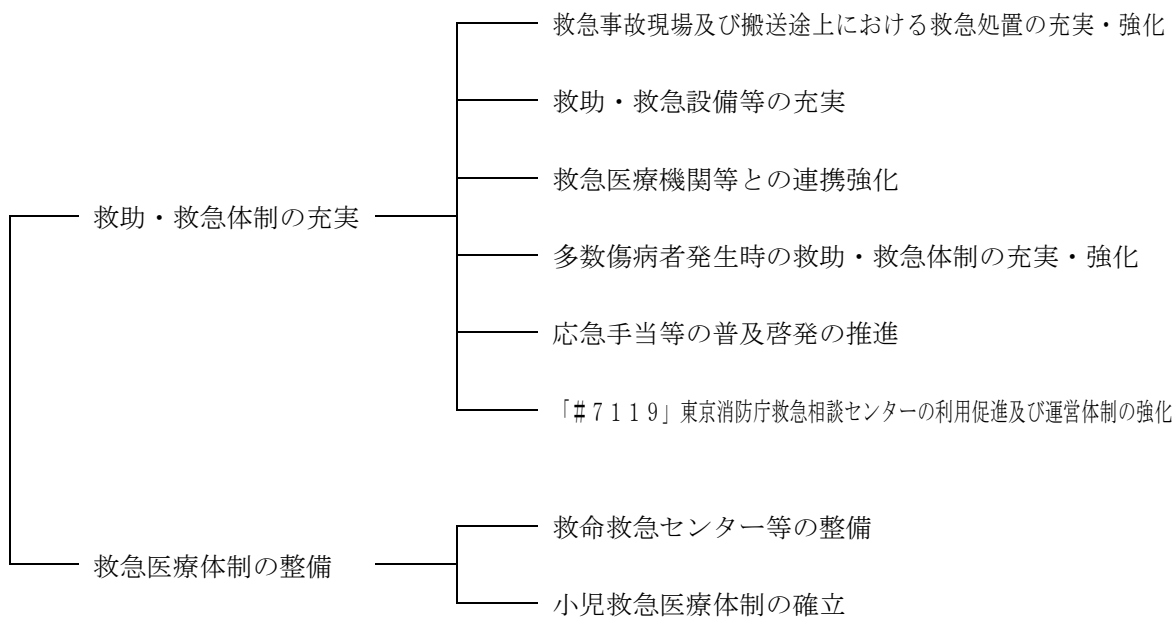 救助・救急体制の充実
救急事故現場及び搬送途上における救急処置の充実・強化
救助・救急設備等の充実
救急医療機関等との連携強化
多数傷病者発生時の救助・救急体制の充実・強化
応急手当等の普及啓発の推進
「#7119」東京消防庁救急相談センターの利用促進及び運営体制の強化
救急医療体制の整備
救命救急センター等の整備
小児救急医療体制の確立